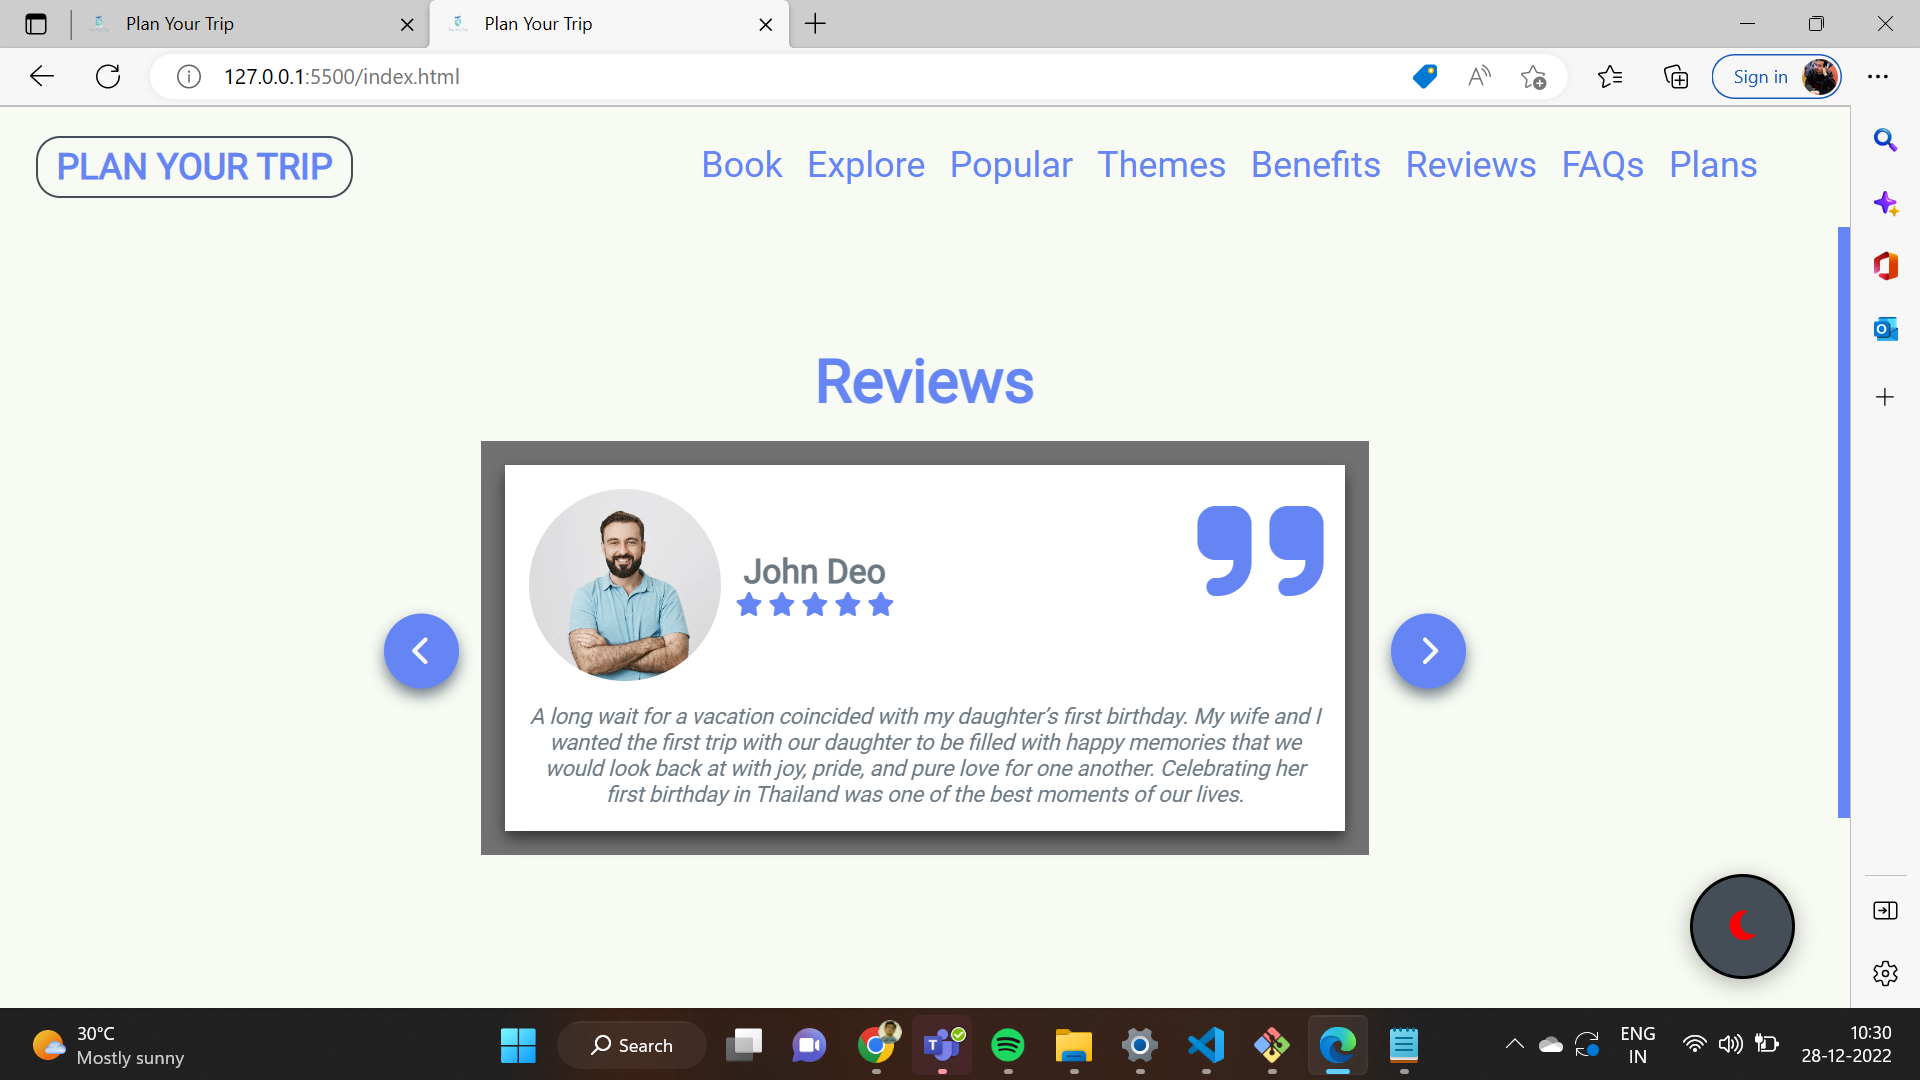 Plan Your Trip
Plan Your Trip
127.0.0.1:5500/index.html
Sign in
PLAN YOUR TRIP
Book Explore Popular Themes Benefits Reviews FAQs Plans
Reviews
John Deo
A long wait for a vacation coincided with my daughter’s first birthday. My wife and I
wanted the first trip with our daughter to be filled with happy memories that we
would look back at with joy, pride, and pure love for one another. Celebrating her
first birthday in Thailand was one of the best moments of our lives.
30°C
Mostly sunny
Search
ENG
IN
10:30
28-12-2022